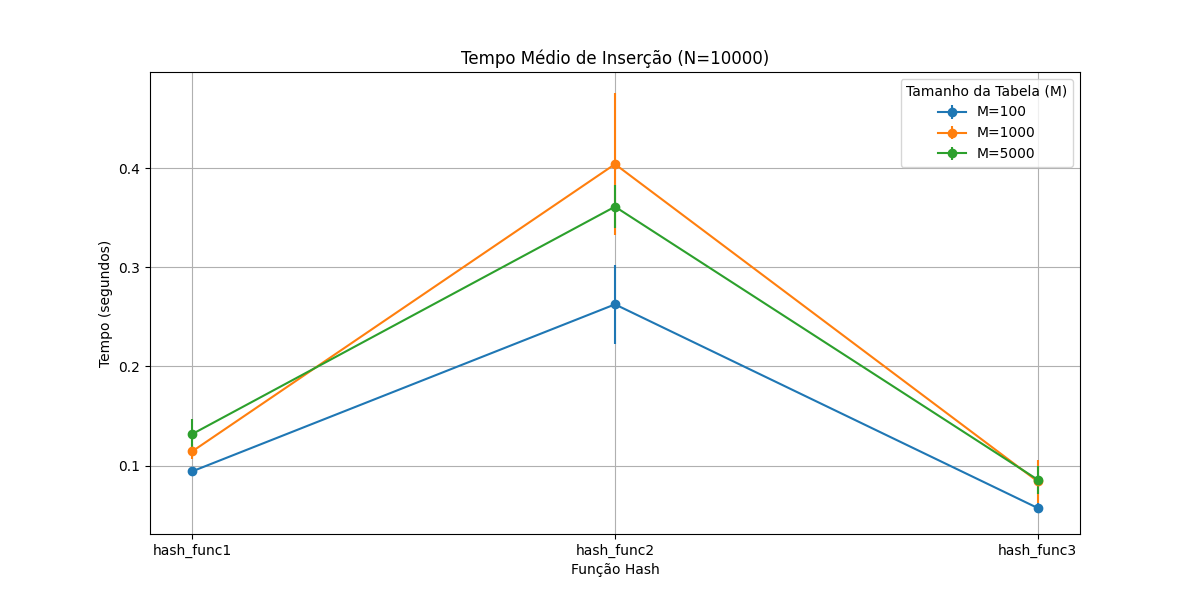 Tempo Médio de Inserção (N=10000)
Tamanho da Tabela (M)
M=100
M=1000
M=5000
Tempo (segundos)
0.4
0.3
0.2
0.1
hash_func1
hash_func2
hash_func3
Função Hash